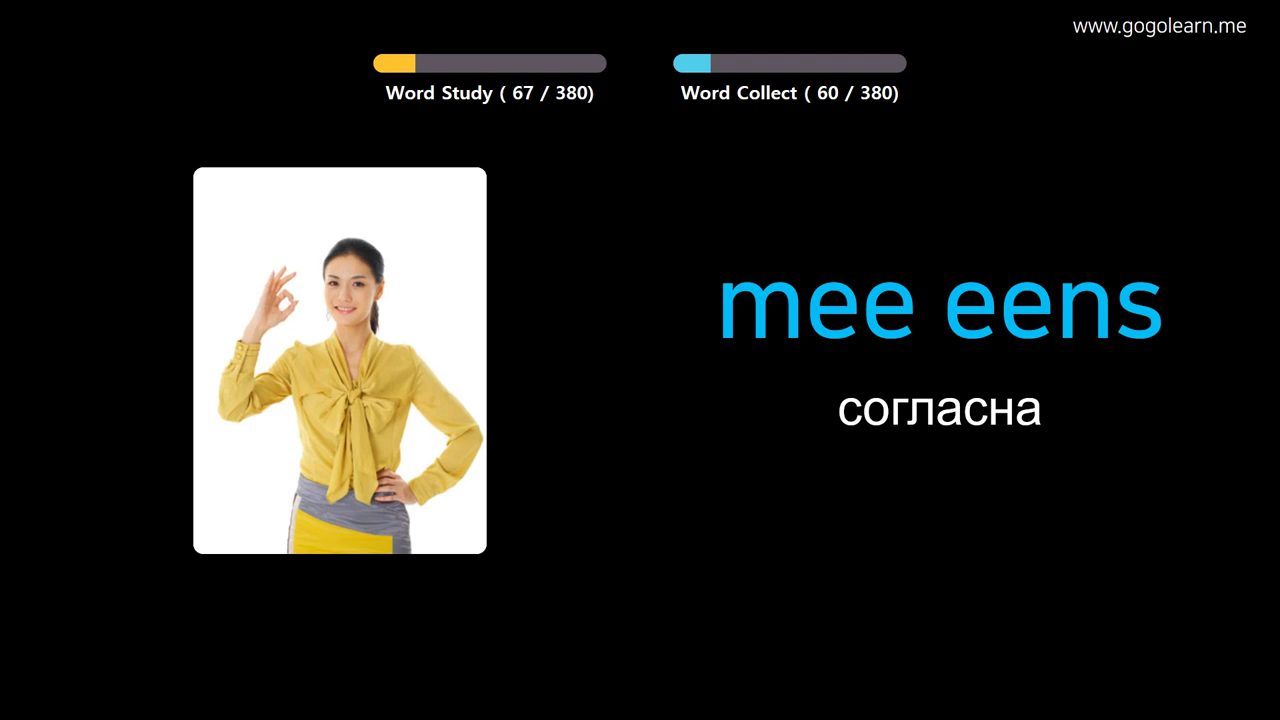 www.gogolearn.me
Word Study ( 67 / 380)
Word Collect ( 60 / 380)
mee eens
согласна